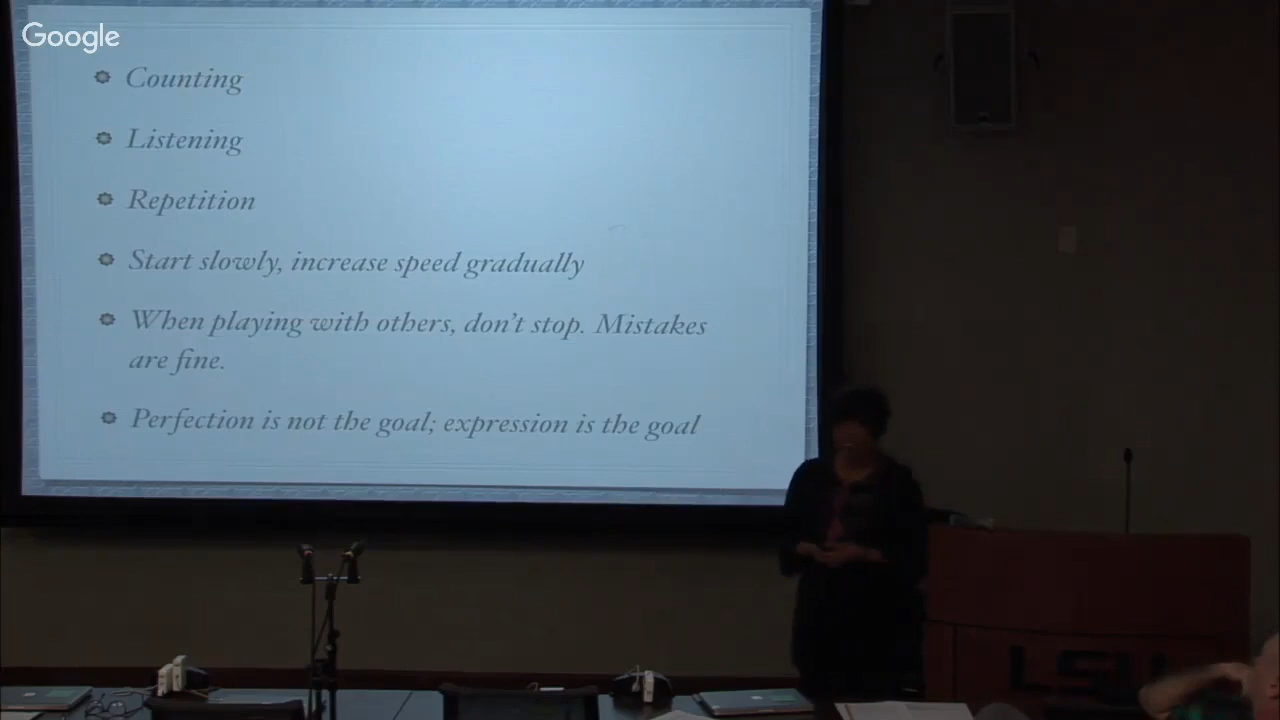 Google
Counting
Listening
Repetition
Start slowly, increase speed gradually
When playing with others, don't stop. Mistakes
are fine.
Perfection is not the goal; expression is the goal
LSU